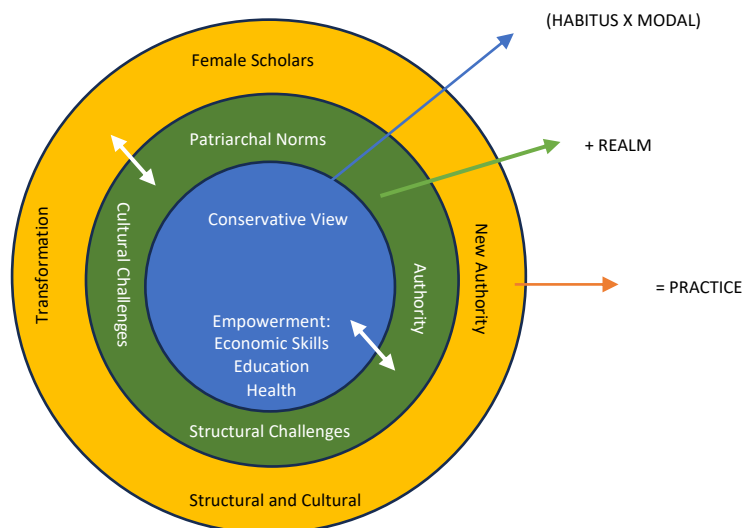 (HABITUS X MODAL)
Female Scholars
Patriarchal Norms
+ REALM
Conservative View
Cultural Challenges
Transformation
Authority
New Authority
= PRACTICE
Empowerment:
Economic Skills
Education
Health
Structural Challenges
Structural and Cultural